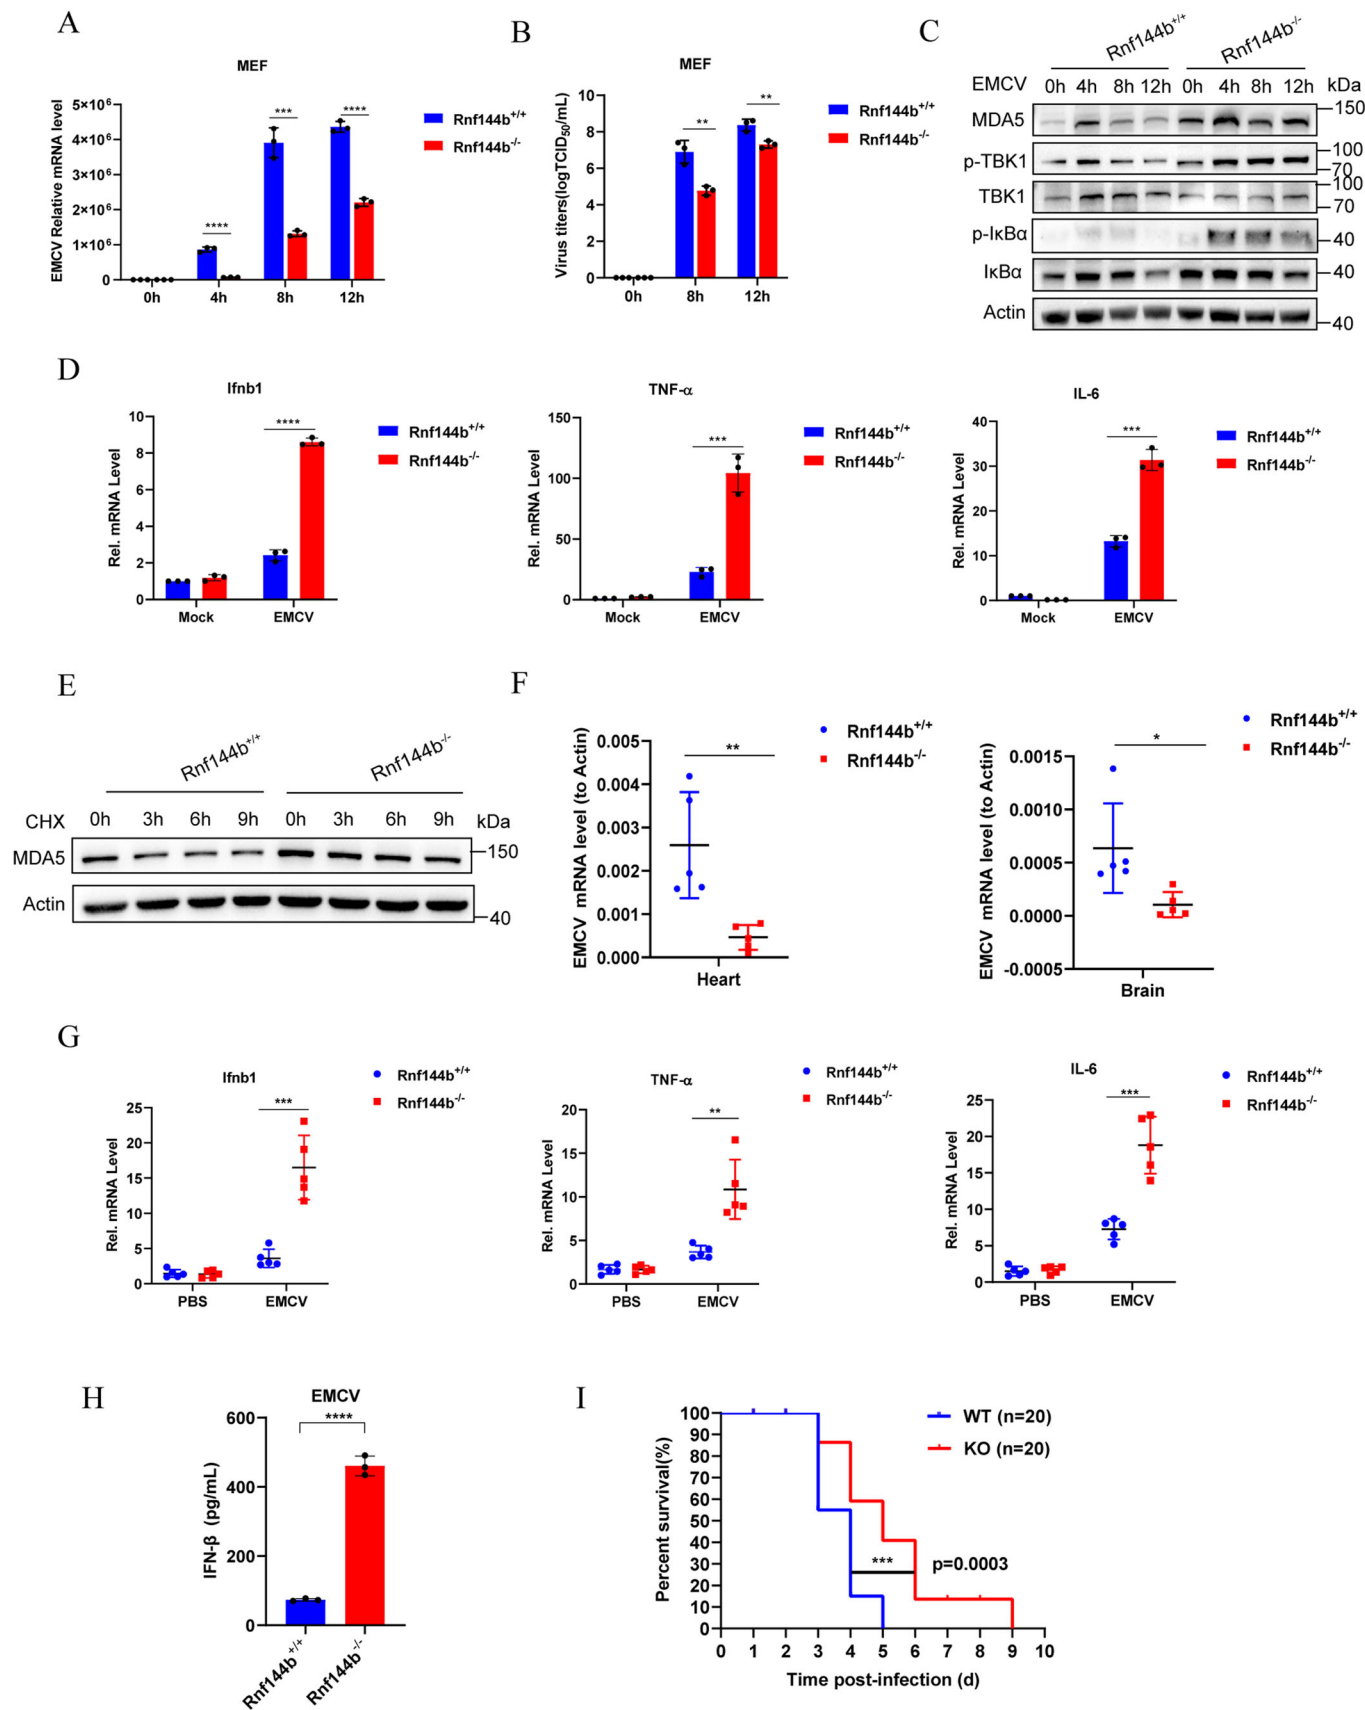 A
MEF
EMCV Relative mRNA level
5×10⁶
4×10⁶
3×10⁶
2×10⁶
1×10⁶
0
*** ****
****
0h 4h 8h 12h
Rnf144b⁺/⁺
Rnf144b⁻/⁻
B
MEF
Virus titers(logTCID₅₀/mL)
10
8
6
4
2
0
** **
0h 8h 12h
Rnf144b⁺/⁺
Rnf144b⁻/⁻
C
Rnf144b⁺/⁺ Rnf144b⁻/⁻
EMCV 0h 4h 8h 12h 0h 4h 8h 12h kDa
MDA5 150
p-TBK1 100 70
TBK1 100 70
p-IκBα 40
IκBα 40
Actin 40
D
Ifnb1
Rel. mRNA Level
10
8
6
4
2
0
****
Mock EMCV
Rnf144b⁺/⁺
Rnf144b⁻/⁻
TNF-α
Rel. mRNA Level
150
100
50
0
***
Mock EMCV
Rnf144b⁺/⁺
Rnf144b⁻/⁻
IL-6
Rel. mRNA Level
40
30
20
10
0
***
Mock EMCV
Rnf144b⁺/⁺
Rnf144b⁻/⁻
E
Rnf144b⁺/⁺ Rnf144b⁻/⁻
CHX 0h 3h 6h 9h 0h 3h 6h 9h kDa
MDA5 150
Actin 40
F
EMCV mRNA level (to Actin)
0.005
0.004
0.003
0.002
0.001
0.000
**
Heart
Rnf144b⁺/⁺
Rnf144b⁻/⁻
EMCV mRNA level (to Actin)
0.0015
0.0010
0.0005
0.0000
-0.0005
*
Brain
Rnf144b⁺/⁺
Rnf144b⁻/⁻
G
Ifnb1
Rel. mRNA Level
25
20
15
10
5
0
***
PBS EMCV
Rnf144b⁺/⁺
Rnf144b⁻/⁻
TNF-α
Rel. mRNA Level
20
15
10
5
0
**
PBS EMCV
Rnf144b⁺/⁺
Rnf144b⁻/⁻
IL-6
Rel. mRNA Level
25
20
15
10
5
0
***
PBS EMCV
Rnf144b⁺/⁺
Rnf144b⁻/⁻
H
EMCV
IFN-β (pg/mL)
600
400
200
0
****
Rnf144b⁺/⁺ Rnf144b⁻/⁻
I
Percent survival(%)
100
90
80
70
60
50
40
30
20
10
0
WT (n=20)
KO (n=20)
*** p=0.0003
0 1 2 3 4 5 6 7 8 9 10
Time post-infection (d)